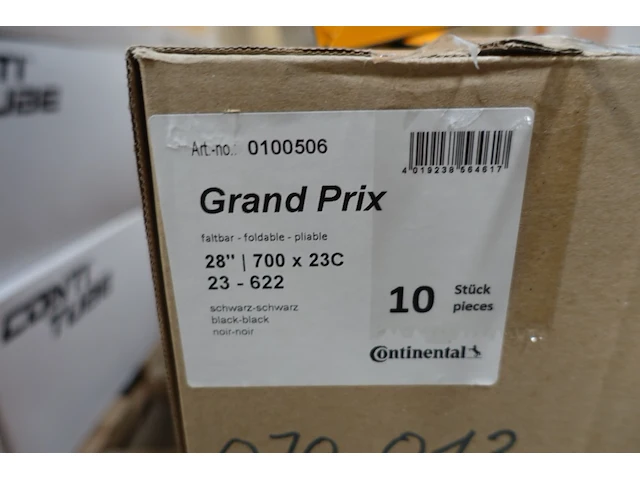 CONTI
TUBE
Art.-no.: 0100506
4 019238 564617
Grand Prix
faltbar - foldable - pliable
28" | 700 x 23C
23 - 622
schwarz-schwarz
black-black
noir-noir
10 Stück
pieces
Continental
CONTI
TUBE